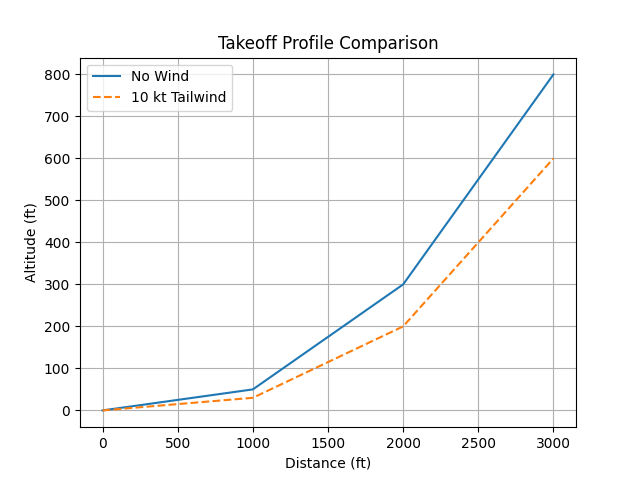 Takeoff Profile Comparison
No Wind
10 kt Tailwind
Altitude (ft)
800
700
600
500
400
300
200
100
0
0 500 1000 1500 2000 2500 3000
Distance (ft)